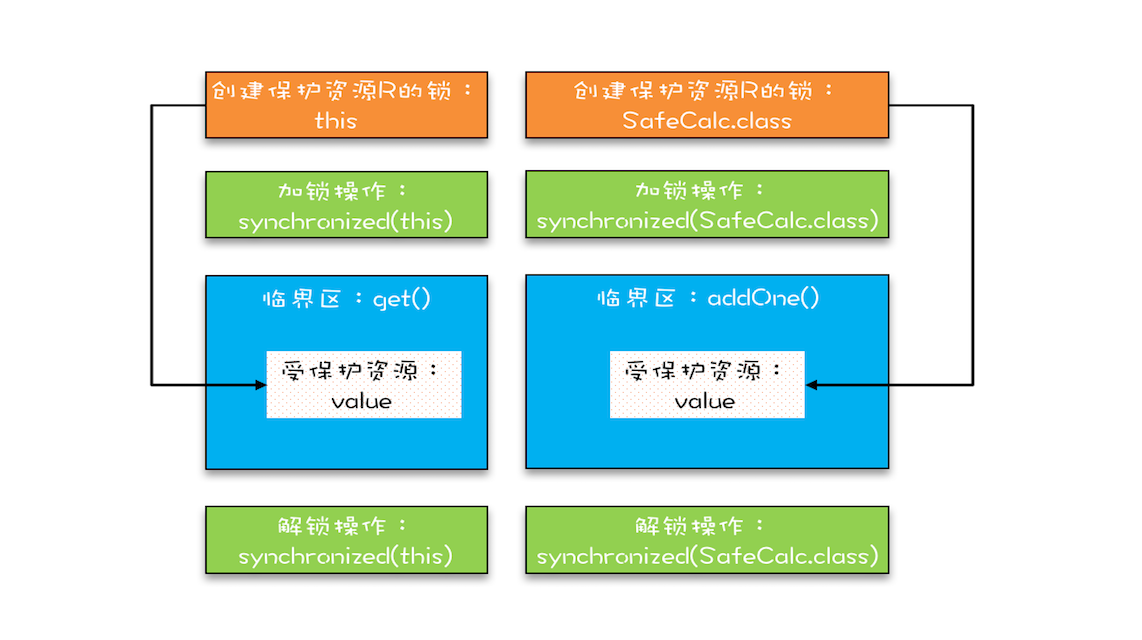 创建保护资源R的锁：
this
创建保护资源R的锁：
SafeCalc.class
加锁操作：
synchronized(this)
加锁操作：
synchronized(SafeCalc.class)
临界区：get()
临界区：addOne()
受保护资源：
value
受保护资源：
value
解锁操作：
synchronized(this)
解锁操作：
synchronized(SafeCalc.class)